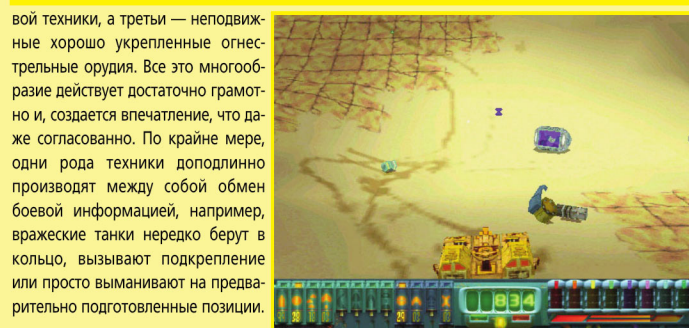 вой техники, а третьи — неподвиж-
ные хорошо укрепленные огнес-
трельные орудия. Все это многооб-
разие действует достаточно грамот-
но и, создается впечатление, что да-
же согласованно. По крайне мере,
одни рода техники доподлинно
производят между собой обмен
боевой информацией, например,
вражеские танки нередко берут в
кольцо, вызывают подкрепление
или просто выманивают на предва-
рительно подготовленные позиции.
834